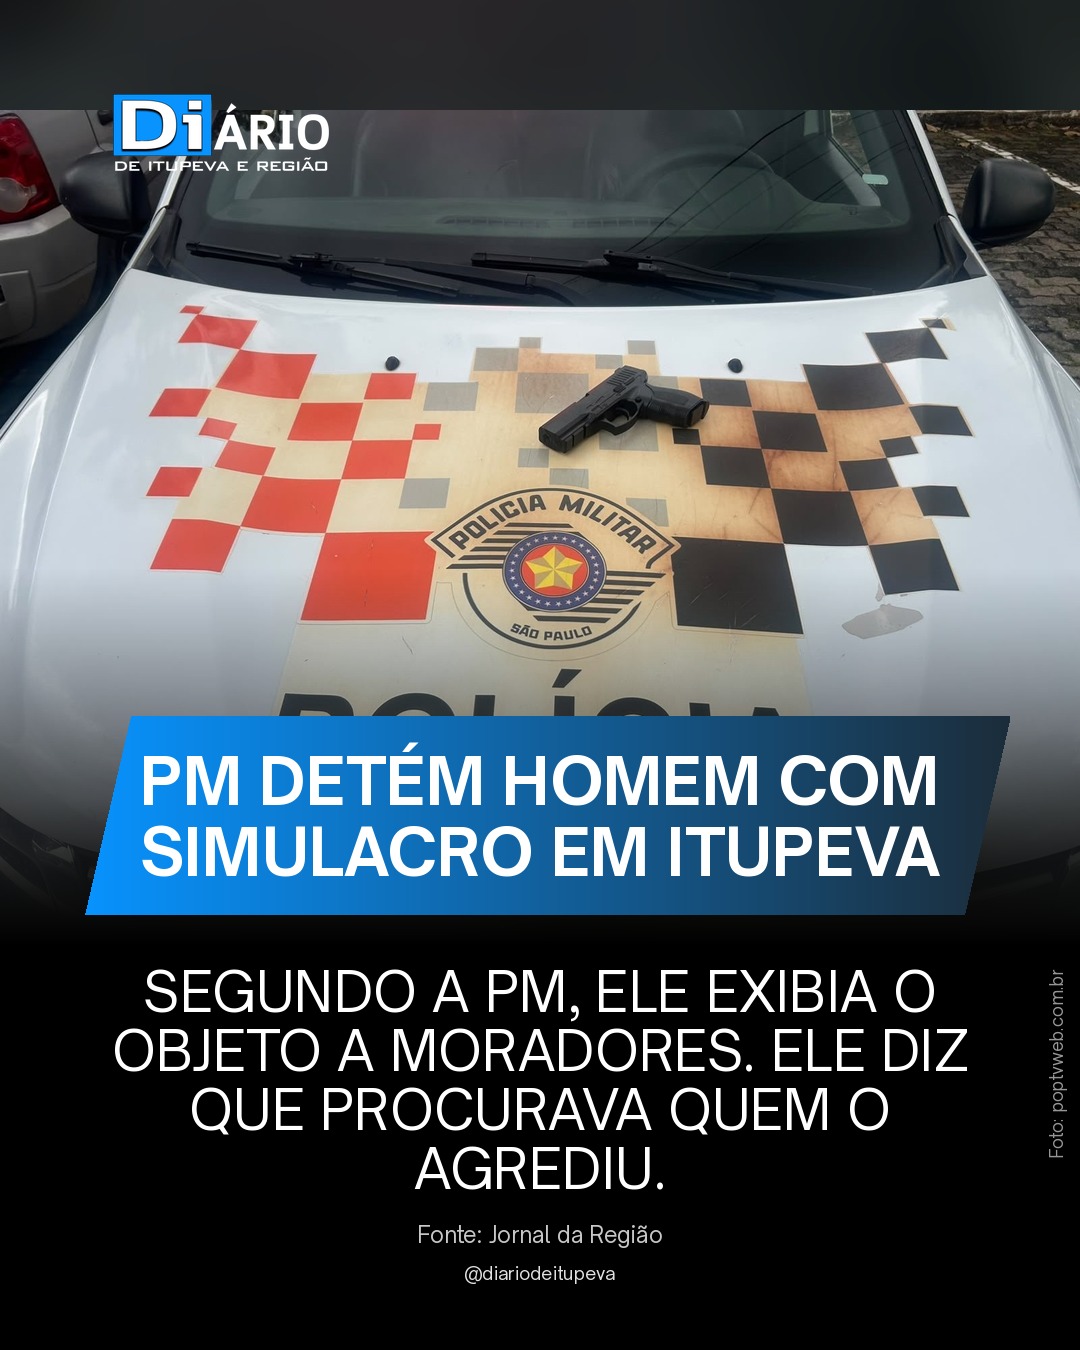 DiÁRIO
DE ITUPEVA E REGIÃO
POLICIA MILITAR
SÃO PAULO
POLÍCIA
PM DETÉM HOMEM COM
SIMULACRO EM ITUPEVA
SEGUNDO A PM, ELE EXIBIA O
OBJETO A MORADORES. ELE DIZ
QUE PROCURAVA QUEM O
AGREDIU.
Foto: poptvweb.com.br
Fonte: Jornal da Região
@diariodeitupeva